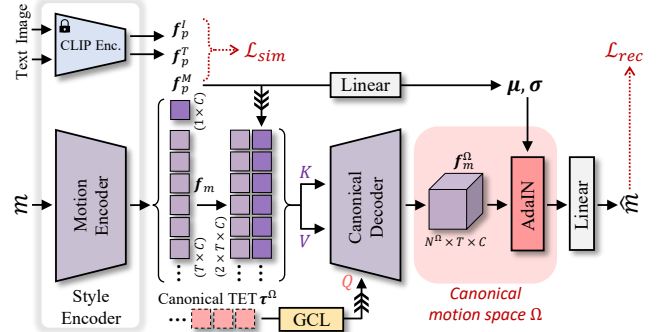 Text Image
CLIP Enc.
f_p^I
f_p^T
f_p^M
ℒ_sim
ℒ_rec
Linear
μ, σ
(1 × C)
m
Motion
Encoder
f_m
(T × C)
(2 × T × C)
K
V
Q
Canonical
Decoder
f_m^Ω
N^Ω × T × C
AdaIN
Linear
m̂
Style
Encoder
Canonical TET τ^Ω
GCL
Canonical
motion space Ω